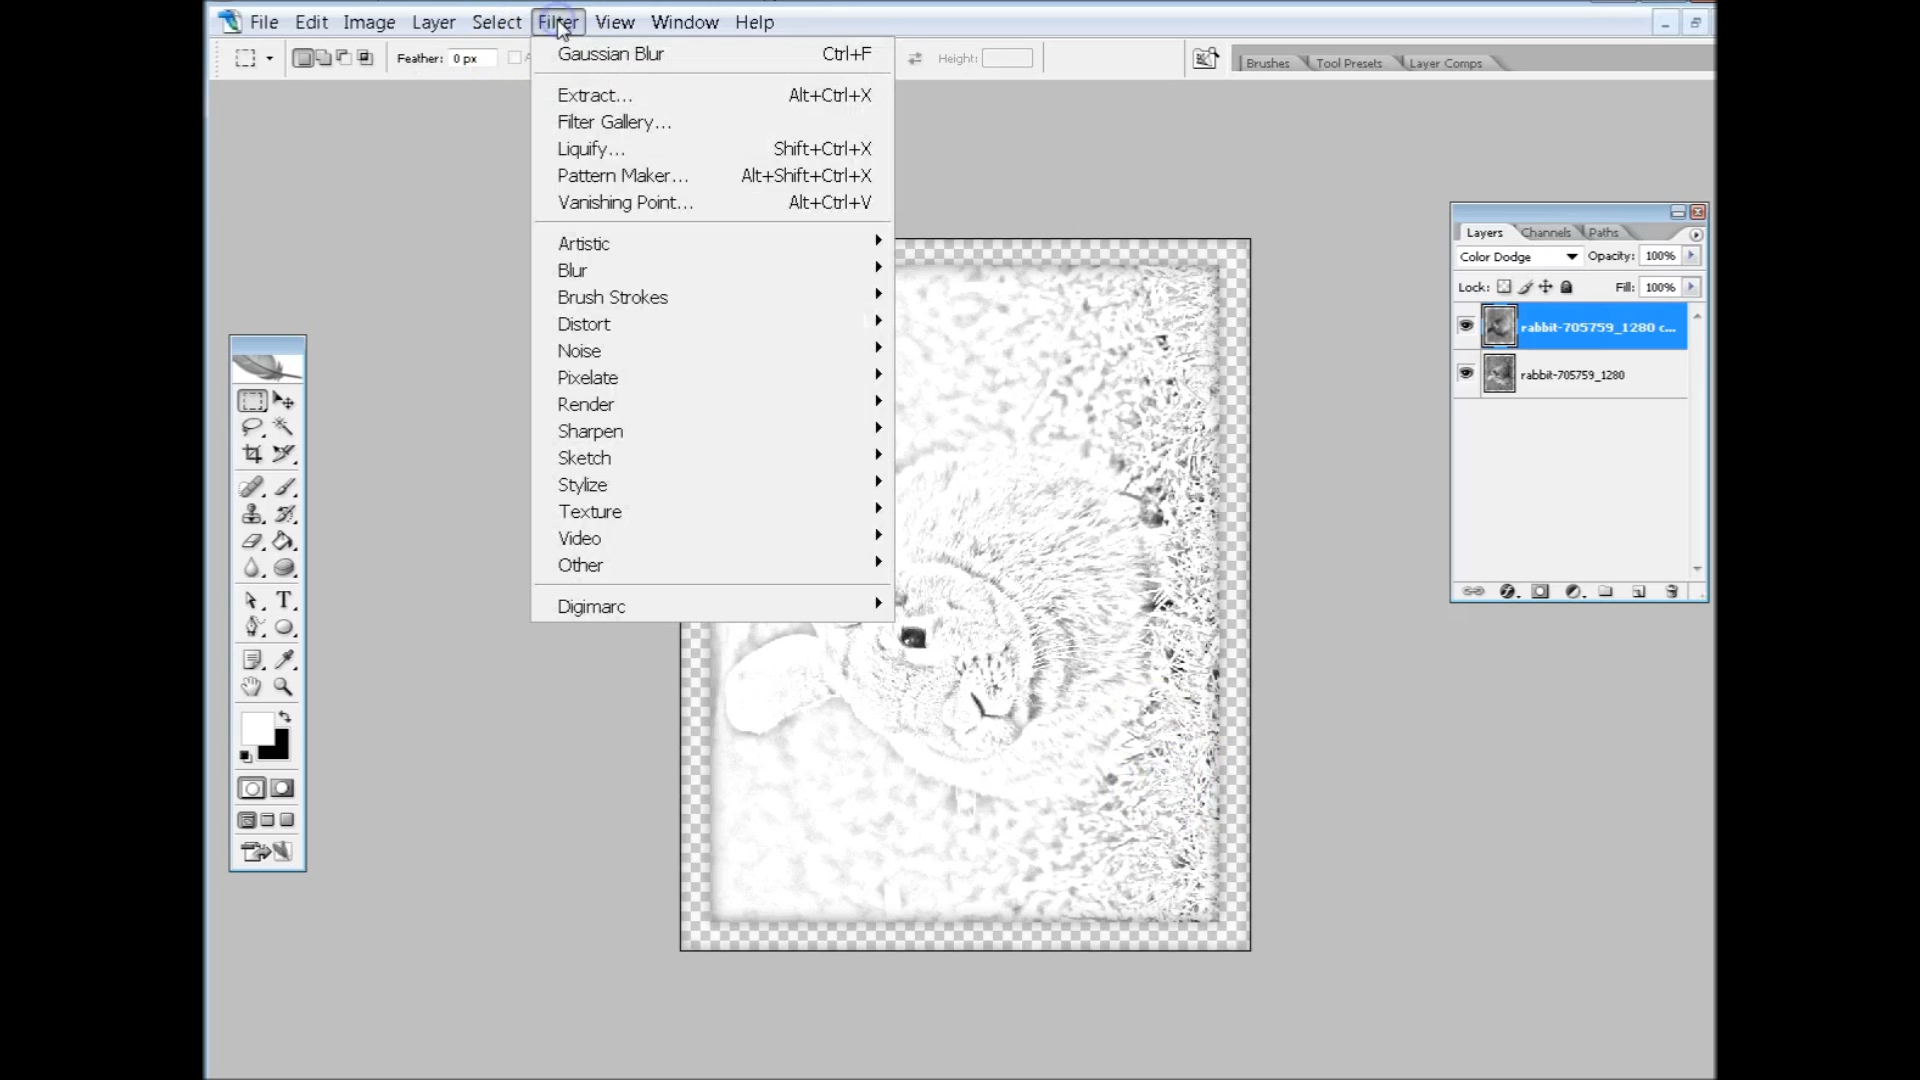 File Edit Image Layer Select Filter View Window Help
Feather: 0 px
Height:
Brushes Tool Presets Layer Comps
Gaussian Blur Ctrl+F
Extract... Alt+Ctrl+X
Filter Gallery...
Liquify... Shift+Ctrl+X
Pattern Maker... Alt+Shift+Ctrl+X
Vanishing Point... Alt+Ctrl+V
Artistic
Blur
Brush Strokes
Distort
Noise
Pixelate
Render
Sharpen
Sketch
Stylize
Texture
Video
Other
Digimarc
Layers Channels Paths
Color Dodge Opacity: 100%
Lock: Fill: 100%
rabbit-705759_1280 c...
rabbit-705759_1280